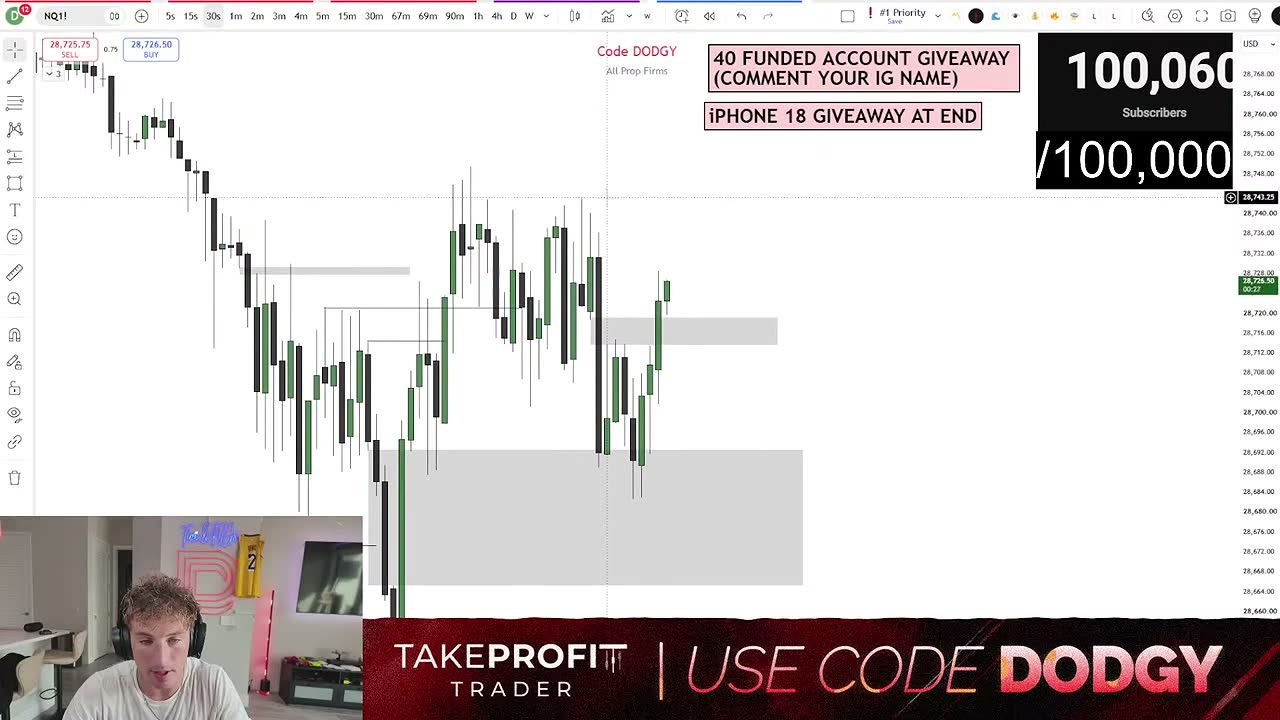 D 12
NQ1!
5s 15s 30s 1m 2m 3m 4m 5m 15m 30m 67m 69m 90m 1h 4h D W
w
#1 Priority
Save
L L
28,725.75
SELL
0.75
28,726.50
BUY
3
Code DODGY
All Prop Firms
40 FUNDED ACCOUNT GIVEAWAY
(COMMENT YOUR IG NAME)
iPHONE 18 GIVEAWAY AT END
100,060
Subscribers
/100,000
USD
28,768.00
28,764.00
28,760.00
28,756.00
28,752.00
28,748.00
28,743.25
28,740.00
28,736.00
28,732.00
28,728.00
28,726.50
00:27
28,720.00
28,716.00
28,712.00
28,708.00
28,704.00
28,700.00
28,696.00
28,692.00
28,688.00
28,684.00
28,680.00
28,676.00
28,672.00
28,668.00
28,664.00
28,660.00
TAKEPROFIT
TRADER
USE CODE DODGY